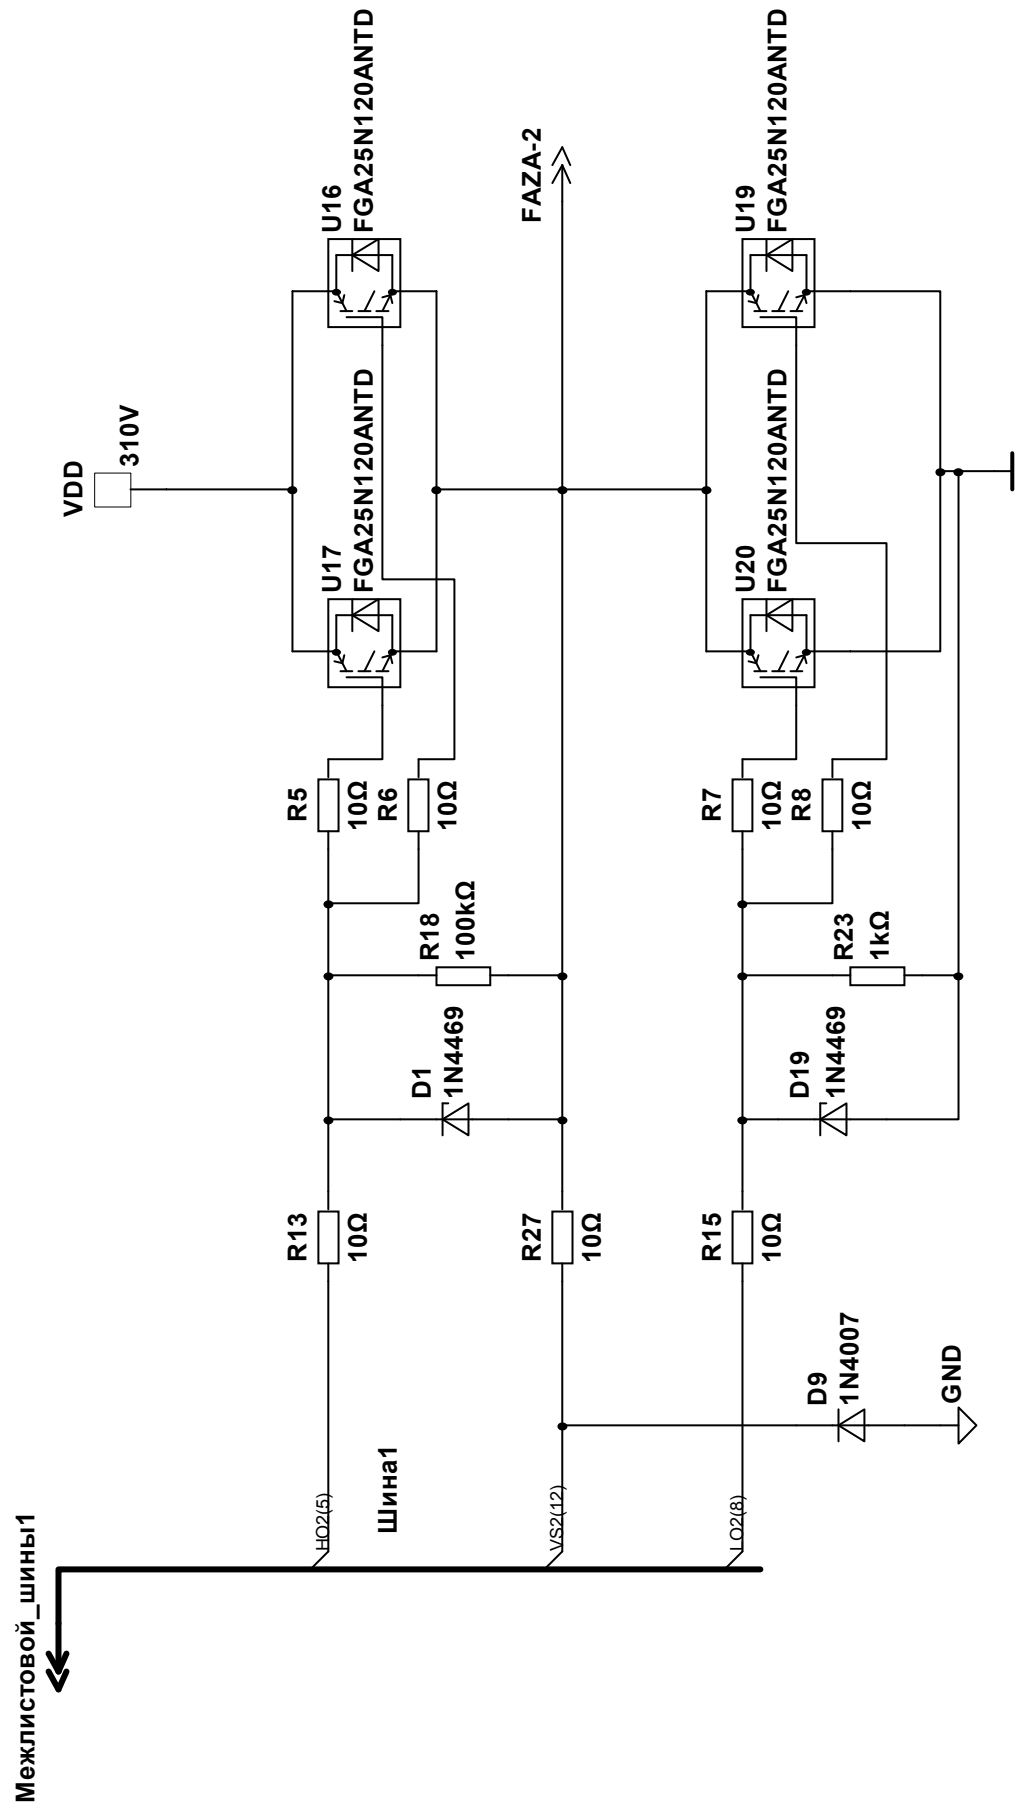 Межлистовой_шины1
Шина1
HO2(5)
VS2(12)
LO2(8)
VDD
310V
U17
FGA25N120ANTD
U16
FGA25N120ANTD
R5
10Ω
R6
10Ω
R18
100kΩ
D1
1N4469
R13
10Ω
FAZA-2
R27
10Ω
U20
FGA25N120ANTD
U19
FGA25N120ANTD
R7
10Ω
R8
10Ω
R23
1kΩ
D19
1N4469
R15
10Ω
D9
1N4007
GND